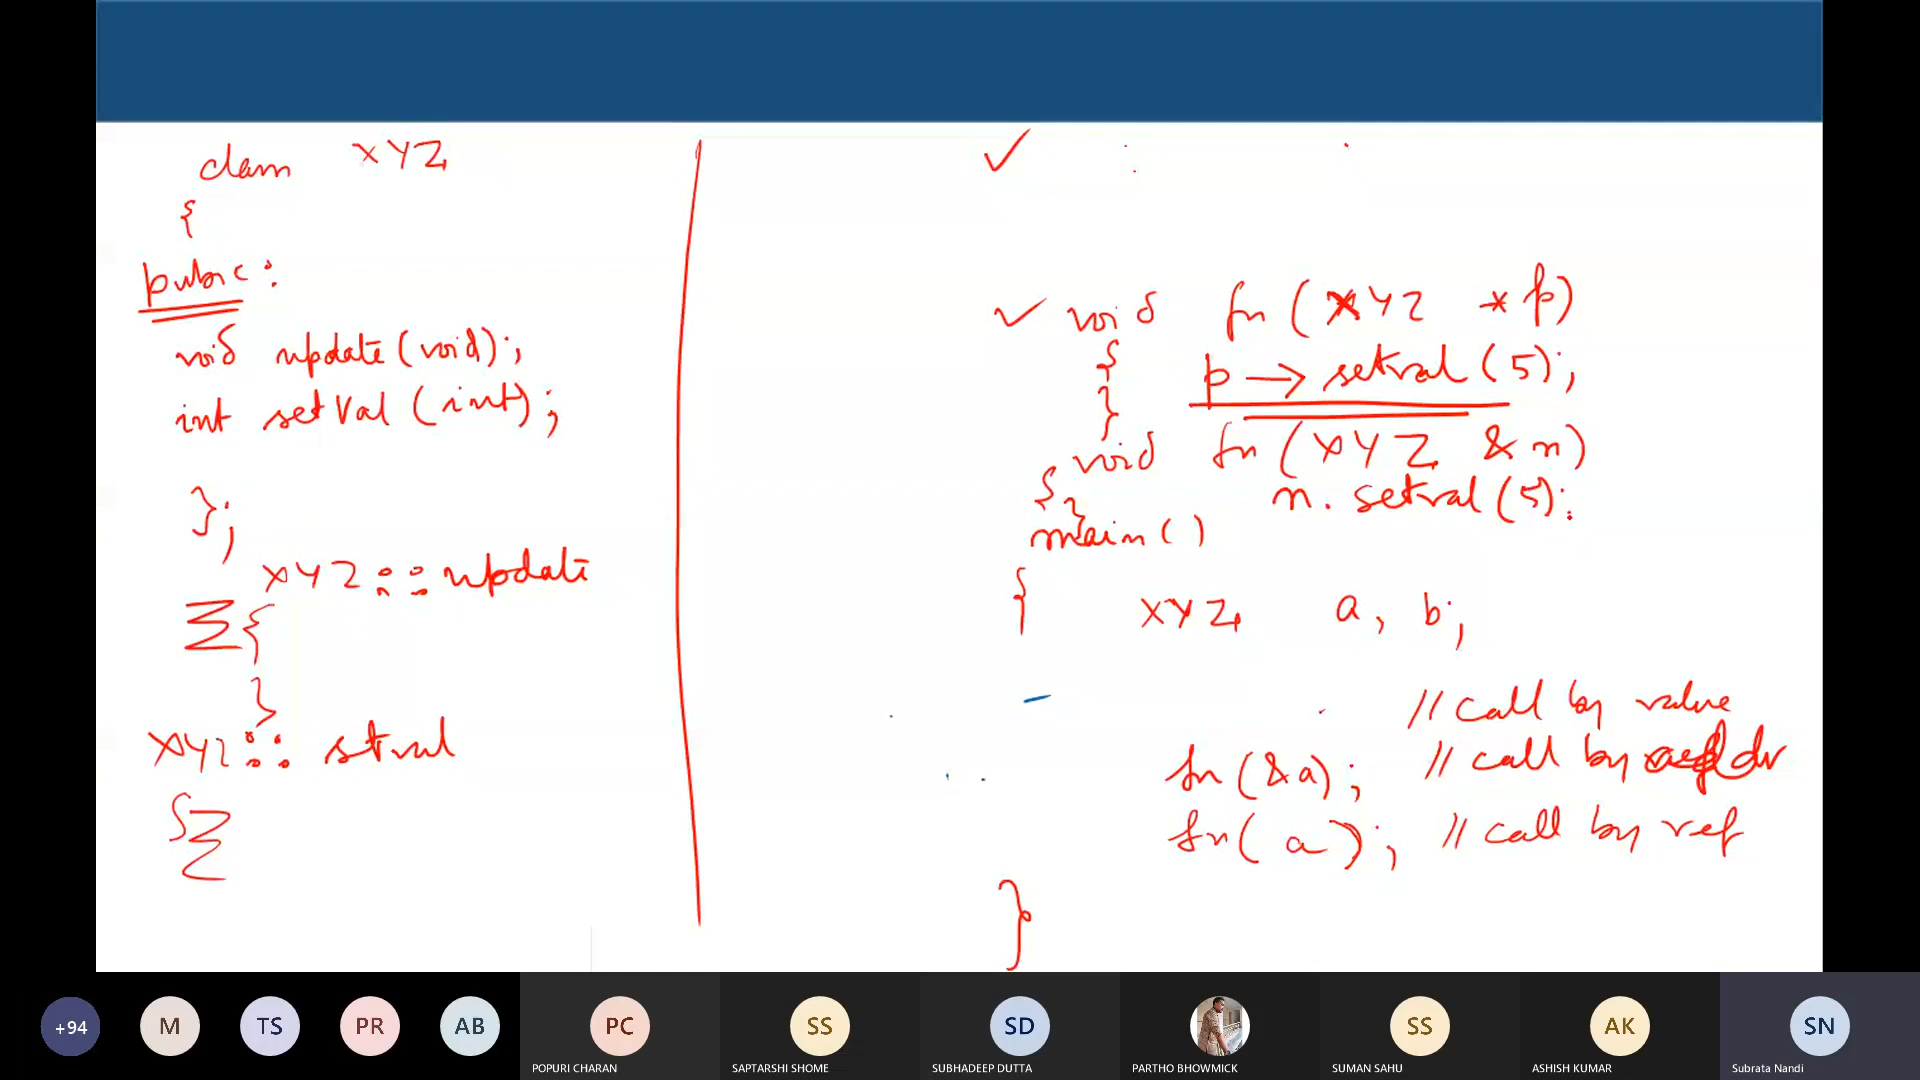 class XYZ
{
public:
void update(void);
int setVal(int);
};
XYZ::update
{
}
XYZ::setval
{
void fn(XYZ *p)
{
p → setval(5);
}
void fn(XYZ &n)
{ n.setval(5);
}
main()
{
XYZ a, b;
// call by value
fn(&a); // call by
fn(a); // call by ref
}
+94
M
TS
PR
AB
PC
SS
SD
SS
AK
SN
POPURI CHARAN
SAPTARSHI SHOME
SUBHADEEP DUTTA
PARTHO BHOWMICK
SUMAN SAHU
ASHISH KUMAR
Subrata Nandi